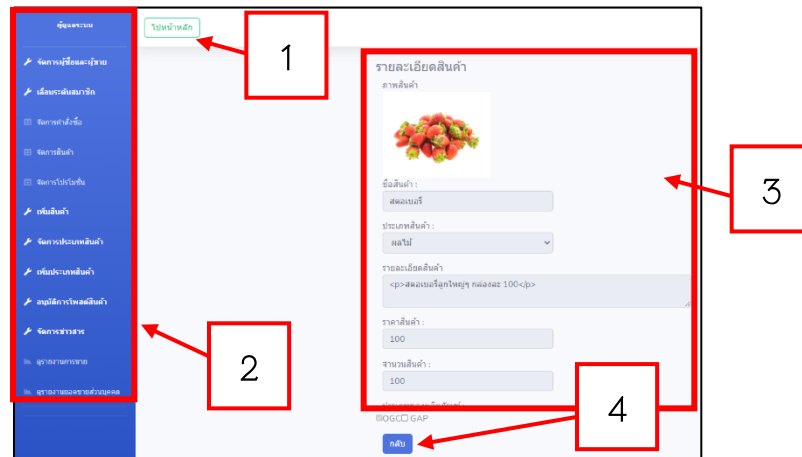 ผู้ดูแลระบบ
ไปหน้าหลัก
1
จัดการผู้ซื้อและผู้ขาย
เลื่อนระดับสมาชิก
จัดการคำสั่งซื้อ
จัดการสินค้า
จัดการโปรโมชั่น
เพิ่มสินค้า
จัดการประเภทสินค้า
เพิ่มประเภทสินค้า
อนุมัติการโพสต์สินค้า
จัดการข่าวสาร
ดูรายงานการขาย
ดูรายงานยอดขายส่วนบุคคล
2
รายละเอียดสินค้า
ภาพสินค้า
ชื่อสินค้า :
สตอเบอรี่
ประเภทสินค้า :
ผลไม้
รายละเอียดสินค้า
<p>สตอเบอรี่ลูกใหญ่ๆ กล่องละ 100</p>
ราคาสินค้า :
100
จำนวนสินค้า :
100
OGC GAP
กลับ
3
4